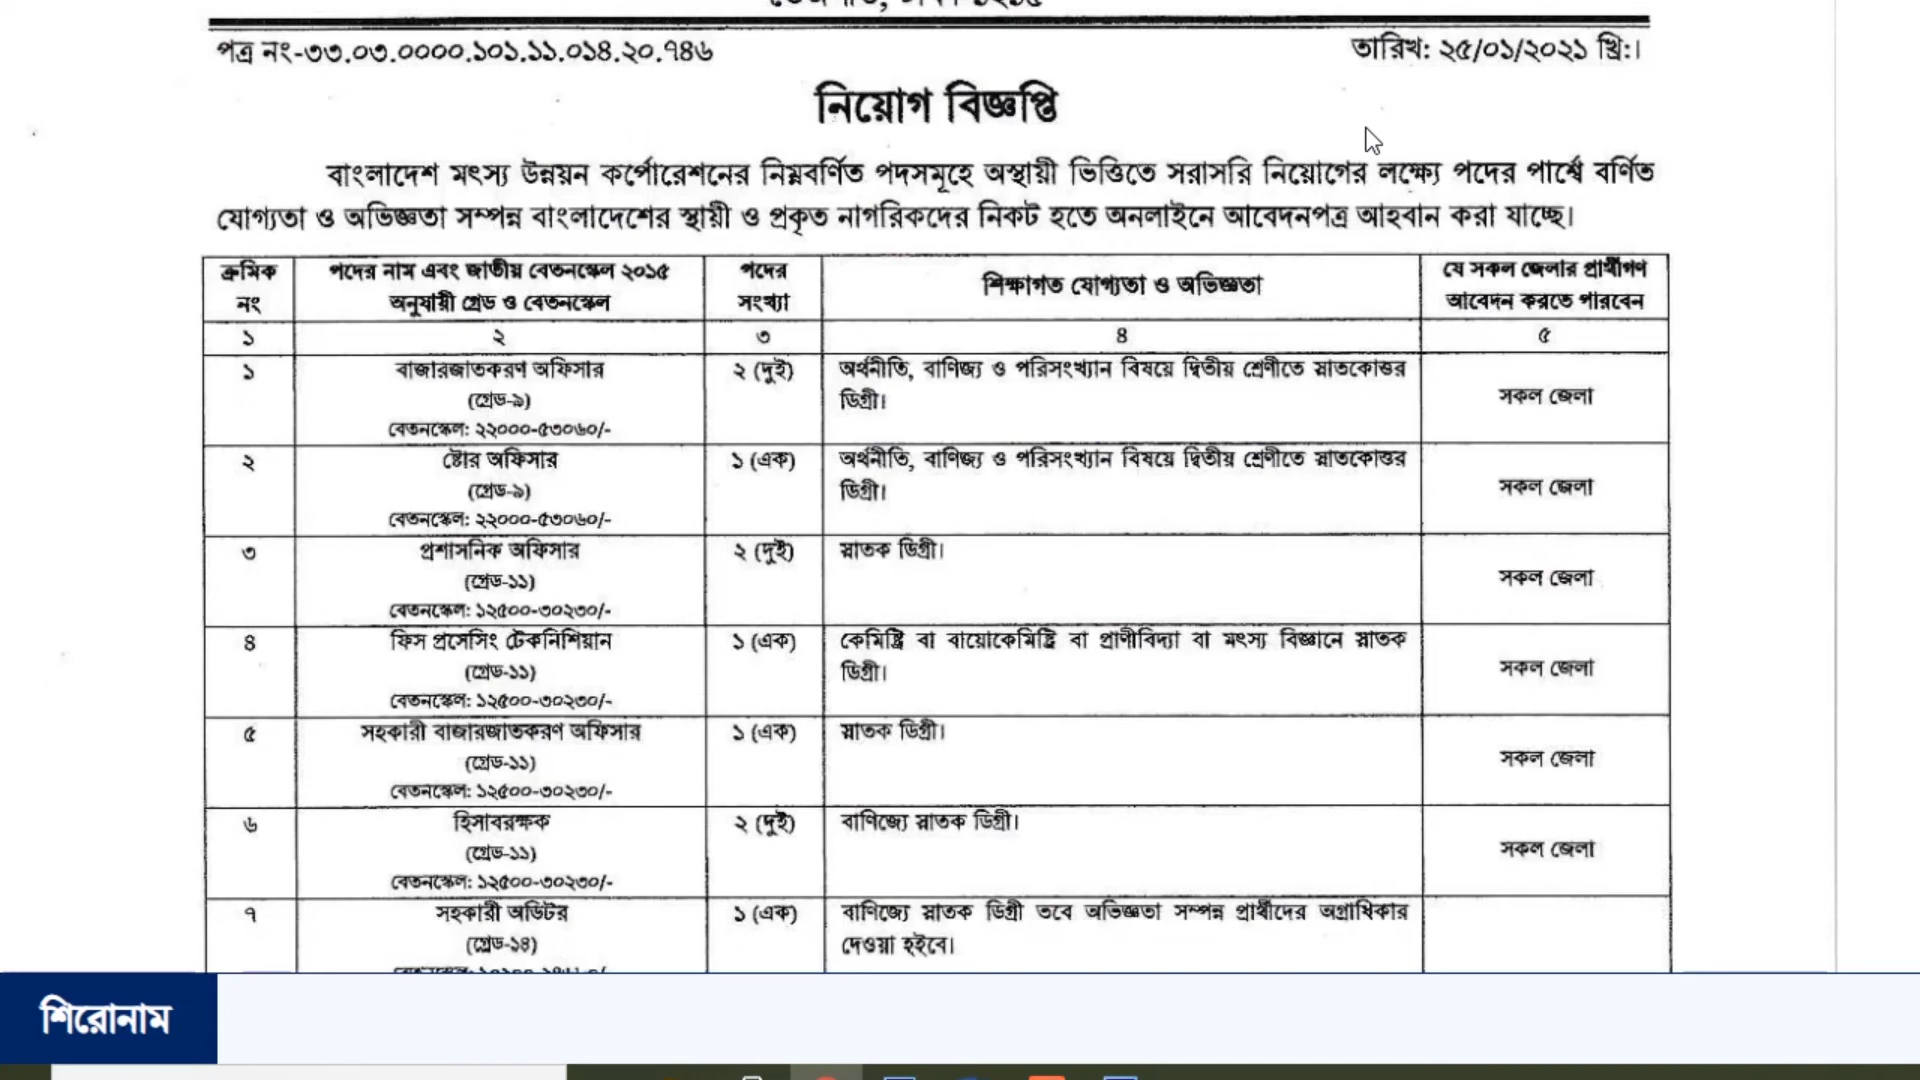 পত্র নং-৩৩.০৩.০০০০.১০১.১১.০১৪.২০.৭৪৬
তারিখ: ২৫/০১/২০২১ খ্রি:।
নিয়োগ বিজ্ঞপ্তি
বাংলাদেশ মৎস্য উন্নয়ন কর্পোরেশনের নিম্নবর্ণিত পদসমূহে অস্থায়ী ভিত্তিতে সরাসরি নিয়োগের লক্ষ্যে পদের পার্শ্বে বর্ণিত
যোগ্যতা ও অভিজ্ঞতা সম্পন্ন বাংলাদেশের স্থায়ী ও প্রকৃত নাগরিকদের নিকট হতে অনলাইনে আবেদনপত্র আহবান করা যাচ্ছে।
ক্রমিক নং
পদের নাম এবং জাতীয় বেতনস্কেল ২০১৫
অনুযায়ী গ্রেড ও বেতনস্কেল
পদের সংখ্যা
শিক্ষাগত যোগ্যতা ও অভিজ্ঞতা
যে সকল জেলার প্রার্থীগণ
আবেদন করতে পারবেন
১ ২ ৩ ৪ ৫
১ বাজারজাতকরণ অফিসার ২ (দুই) অর্থনীতি, বাণিজ্য ও পরিসংখ্যান বিষয়ে দ্বিতীয় শ্রেণীতে স্নাতকোত্তর
(গ্রেড-৯) ডিগ্রী। সকল জেলা
বেতনস্কেল: ২২০০০-৫৩০৬০/-
২ ষ্টোর অফিসার ১ (এক) অর্থনীতি, বাণিজ্য ও পরিসংখ্যান বিষয়ে দ্বিতীয় শ্রেণীতে স্নাতকোত্তর
(গ্রেড-৯) ডিগ্রী। সকল জেলা
বেতনস্কেল: ২২০০০-৫৩০৬০/-
৩ প্রশাসনিক অফিসার ২ (দুই) স্নাতক ডিগ্রী।
(গ্রেড-১১) সকল জেলা
বেতনস্কেল: ১২৫০০-৩০২৩০/-
৪ ফিস প্রসেসিং টেকনিশিয়ান ১ (এক) কেমিষ্ট্রি বা বায়োকেমিষ্ট্রি বা প্রাণীবিদ্যা বা মৎস্য বিজ্ঞানে স্নাতক
(গ্রেড-১১) ডিগ্রী। সকল জেলা
বেতনস্কেল: ১২৫০০-৩০২৩০/-
৫ সহকারী বাজারজাতকরণ অফিসার ১ (এক) স্নাতক ডিগ্রী।
(গ্রেড-১১) সকল জেলা
বেতনস্কেল: ১২৫০০-৩০২৩০/-
৬ হিসাবরক্ষক ২ (দুই) বাণিজ্যে স্নাতক ডিগ্রী।
(গ্রেড-১১) সকল জেলা
বেতনস্কেল: ১২৫০০-৩০২৩০/-
৭ সহকারী অডিটর ১ (এক) বাণিজ্যে স্নাতক ডিগ্রী তবে অভিজ্ঞতা সম্পন্ন প্রার্থীদের অগ্রাধিকার
(গ্রেড-১৪) দেওয়া হইবে।
শিরোনাম